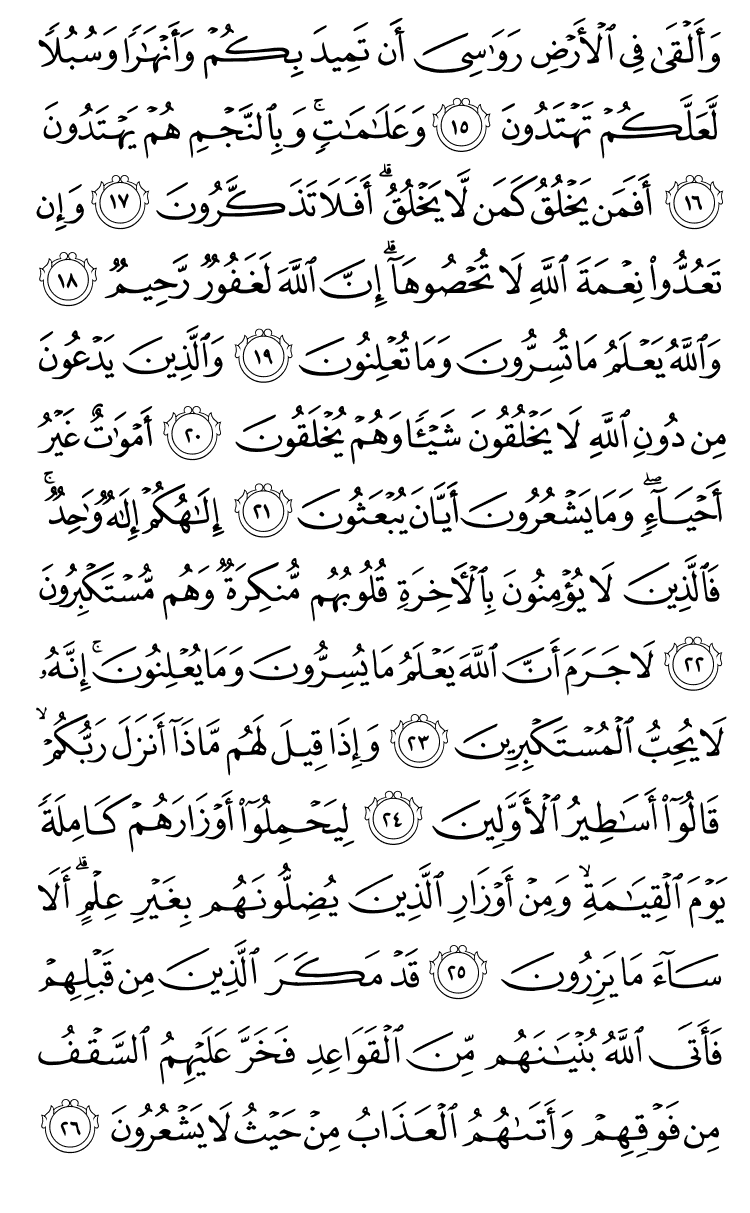 وَأَلْقَىٰ فِى ٱلْأَرْضِ رَوَٰسِىَ أَن تَمِيدَ بِكُمْ وَأَنْهَٰرًا وَسُبُلًا
لَّعَلَّكُمْ تَهْتَدُونَ ١٥ وَعَلَٰمَٰتٍ ۚ وَبِٱلنَّجْمِ هُمْ يَهْتَدُونَ
١٦ أَفَمَن يَخْلُقُ كَمَن لَّا يَخْلُقُ ۗ أَفَلَا تَذَكَّرُونَ ١٧ وَإِن
تَعُدُّوا۟ نِعْمَةَ ٱللَّهِ لَا تُحْصُوهَآ ۗ إِنَّ ٱللَّهَ لَغَفُورٌ رَّحِيمٌ ١٨
وَٱللَّهُ يَعْلَمُ مَا تُسِرُّونَ وَمَا تُعْلِنُونَ ١٩ وَٱلَّذِينَ يَدْعُونَ
مِن دُونِ ٱللَّهِ لَا يَخْلُقُونَ شَيْـًٔا وَهُمْ يُخْلَقُونَ ٢٠ أَمْوَٰتٌ غَيْرُ
أَحْيَآءٍ ۖ وَمَا يَشْعُرُونَ أَيَّانَ يُبْعَثُونَ ٢١ إِلَٰهُكُمْ إِلَٰهٌ وَٰحِدٌ ۚ
فَٱلَّذِينَ لَا يُؤْمِنُونَ بِٱلْءَاخِرَةِ قُلُوبُهُم مُّنكِرَةٌ وَهُم مُّسْتَكْبِرُونَ
٢٢ لَا جَرَمَ أَنَّ ٱللَّهَ يَعْلَمُ مَا يُسِرُّونَ وَمَا يُعْلِنُونَ ۚ إِنَّهُۥ
لَا يُحِبُّ ٱلْمُسْتَكْبِرِينَ ٢٣ وَإِذَا قِيلَ لَهُم مَّاذَآ أَنزَلَ رَبُّكُمْ ۙ
قَالُوٓا۟ أَسَٰطِيرُ ٱلْأَوَّلِينَ ٢٤ لِيَحْمِلُوٓا۟ أَوْزَارَهُمْ كَامِلَةً
يَوْمَ ٱلْقِيَٰمَةِ ۙ وَمِنْ أَوْزَارِ ٱلَّذِينَ يُضِلُّونَهُم بِغَيْرِ عِلْمٍ ۗ أَلَا
سَآءَ مَا يَزِرُونَ ٢٥ قَدْ مَكَرَ ٱلَّذِينَ مِن قَبْلِهِمْ
فَأَتَى ٱللَّهُ بُنْيَٰنَهُم مِّنَ ٱلْقَوَاعِدِ فَخَرَّ عَلَيْهِمُ ٱلسَّقْفُ
مِن فَوْقِهِمْ وَأَتَىٰهُمُ ٱلْعَذَابُ مِنْ حَيْثُ لَا يَشْعُرُونَ ٢٦